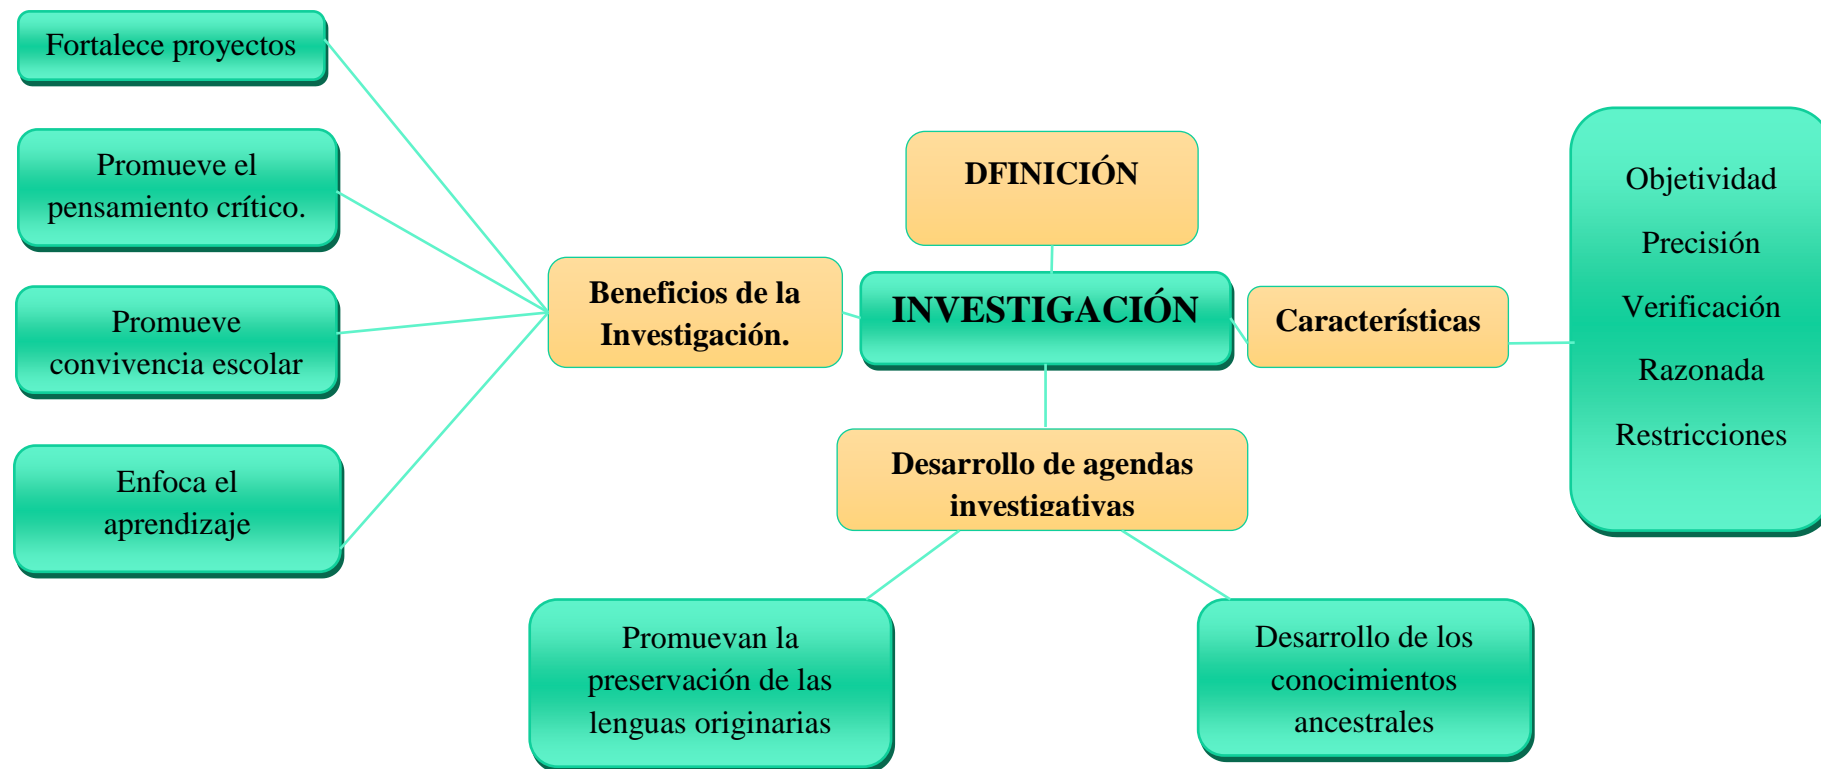 Fortalece proyectos
Promueve el
pensamiento crítico.
Promueve
convivencia escolar
Enfoca el
aprendizaje
Beneficios de la
Investigación.
DFINICIÓN
INVESTIGACIÓN
Características
Objetividad
Precisión
Verificación
Razonada
Restricciones
Desarrollo de agendas
investigativas
Promuevan la
preservación de las
lenguas originarias
Desarrollo de los
conocimientos
ancestrales